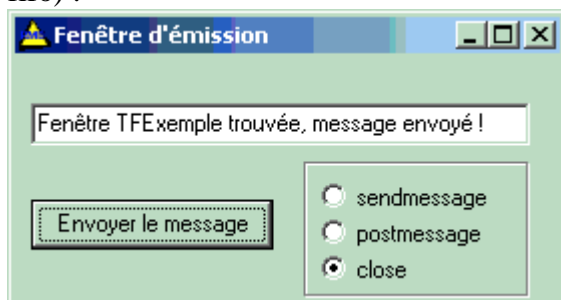 Fenêtre d'émission
Fenêtre TFExemple trouvée, message envoyé !
Envoyer le message
sendmessage
postmessage
close